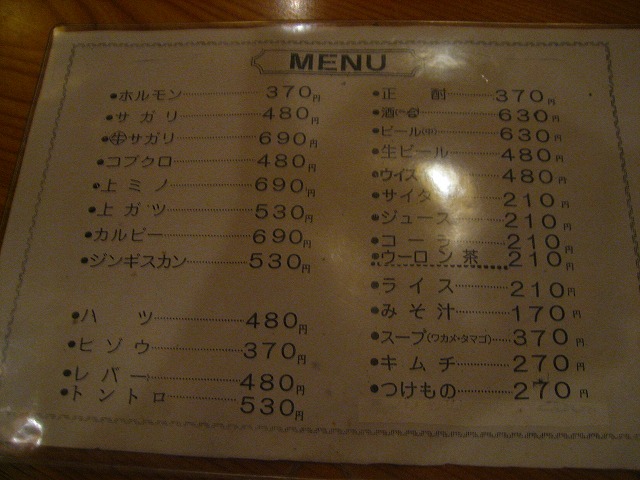 MENU
●ホルモン 370円
●サガリ 480円
●サガリ 690円
●コブクロ 480円
●上ミノ 690円
●上ガツ 530円
●カルビー 690円
●ジンギスカン 530円
●ハツ 480円
●ヒゾウ 370円
●レバー 480円
●トントロ 530円
●正酎 370円
●酒 630円
●ビール(中) 630円
●生ビール 480円
●ウイス 480円
●サイダ 210円
●ジュース 210円
●コーラ 210円
●ウーロン茶 210円
●ライス 210円
●みそ汁 170円
●スープ(ワカメ・タマゴ) 370円
●キムチ 270円
●つけもの 270円